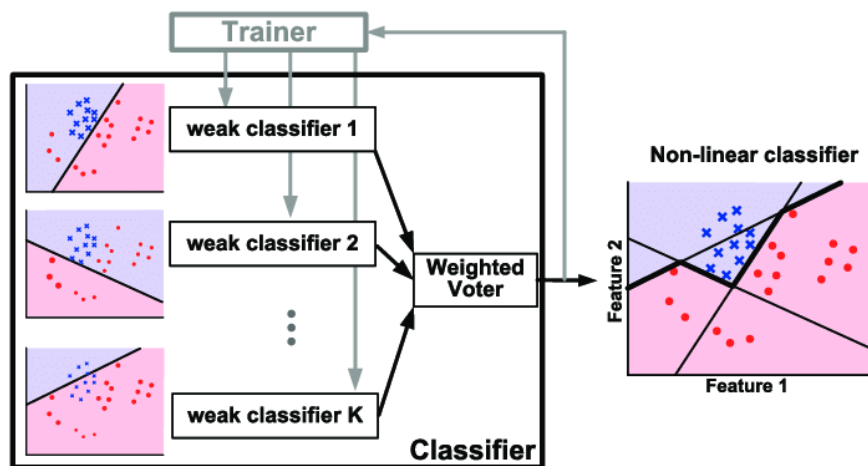 Trainer
weak classifier 1
weak classifier 2
weak classifier K
Weighted
Voter
Classifier
Non-linear classifier
Feature 2
Feature 1